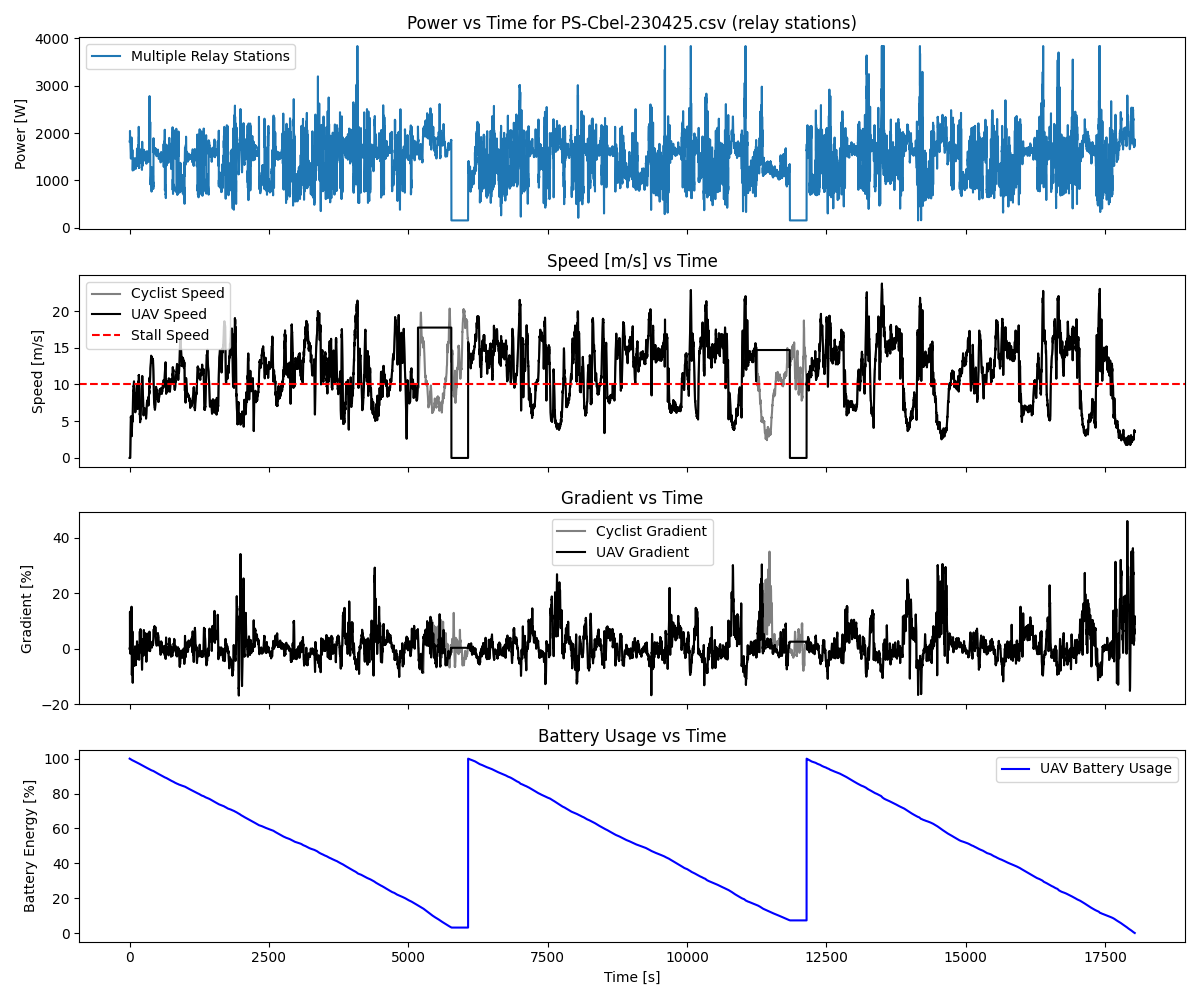 Power vs Time for PS-Cbel-230425.csv (relay stations)
Power [W]
4000
3000
2000
1000
0
Multiple Relay Stations
Speed [m/s] vs Time
Speed [m/s]
20
15
10
5
0
Cyclist Speed
UAV Speed
Stall Speed
Gradient vs Time
Gradient [%]
40
20
0
−20
Cyclist Gradient
UAV Gradient
Battery Usage vs Time
Battery Energy [%]
100
80
60
40
20
0
UAV Battery Usage
0 2500 5000 7500 10000 12500 15000 17500
Time [s]